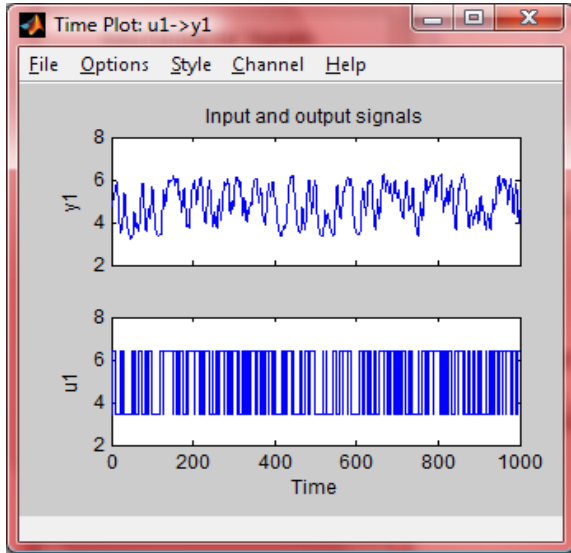 Time Plot: u1->y1
File Options Style Channel Help
Input and output signals
8
6
4
2
y1
8
6
4
2
u1
0 200 400 600 800 1000
Time